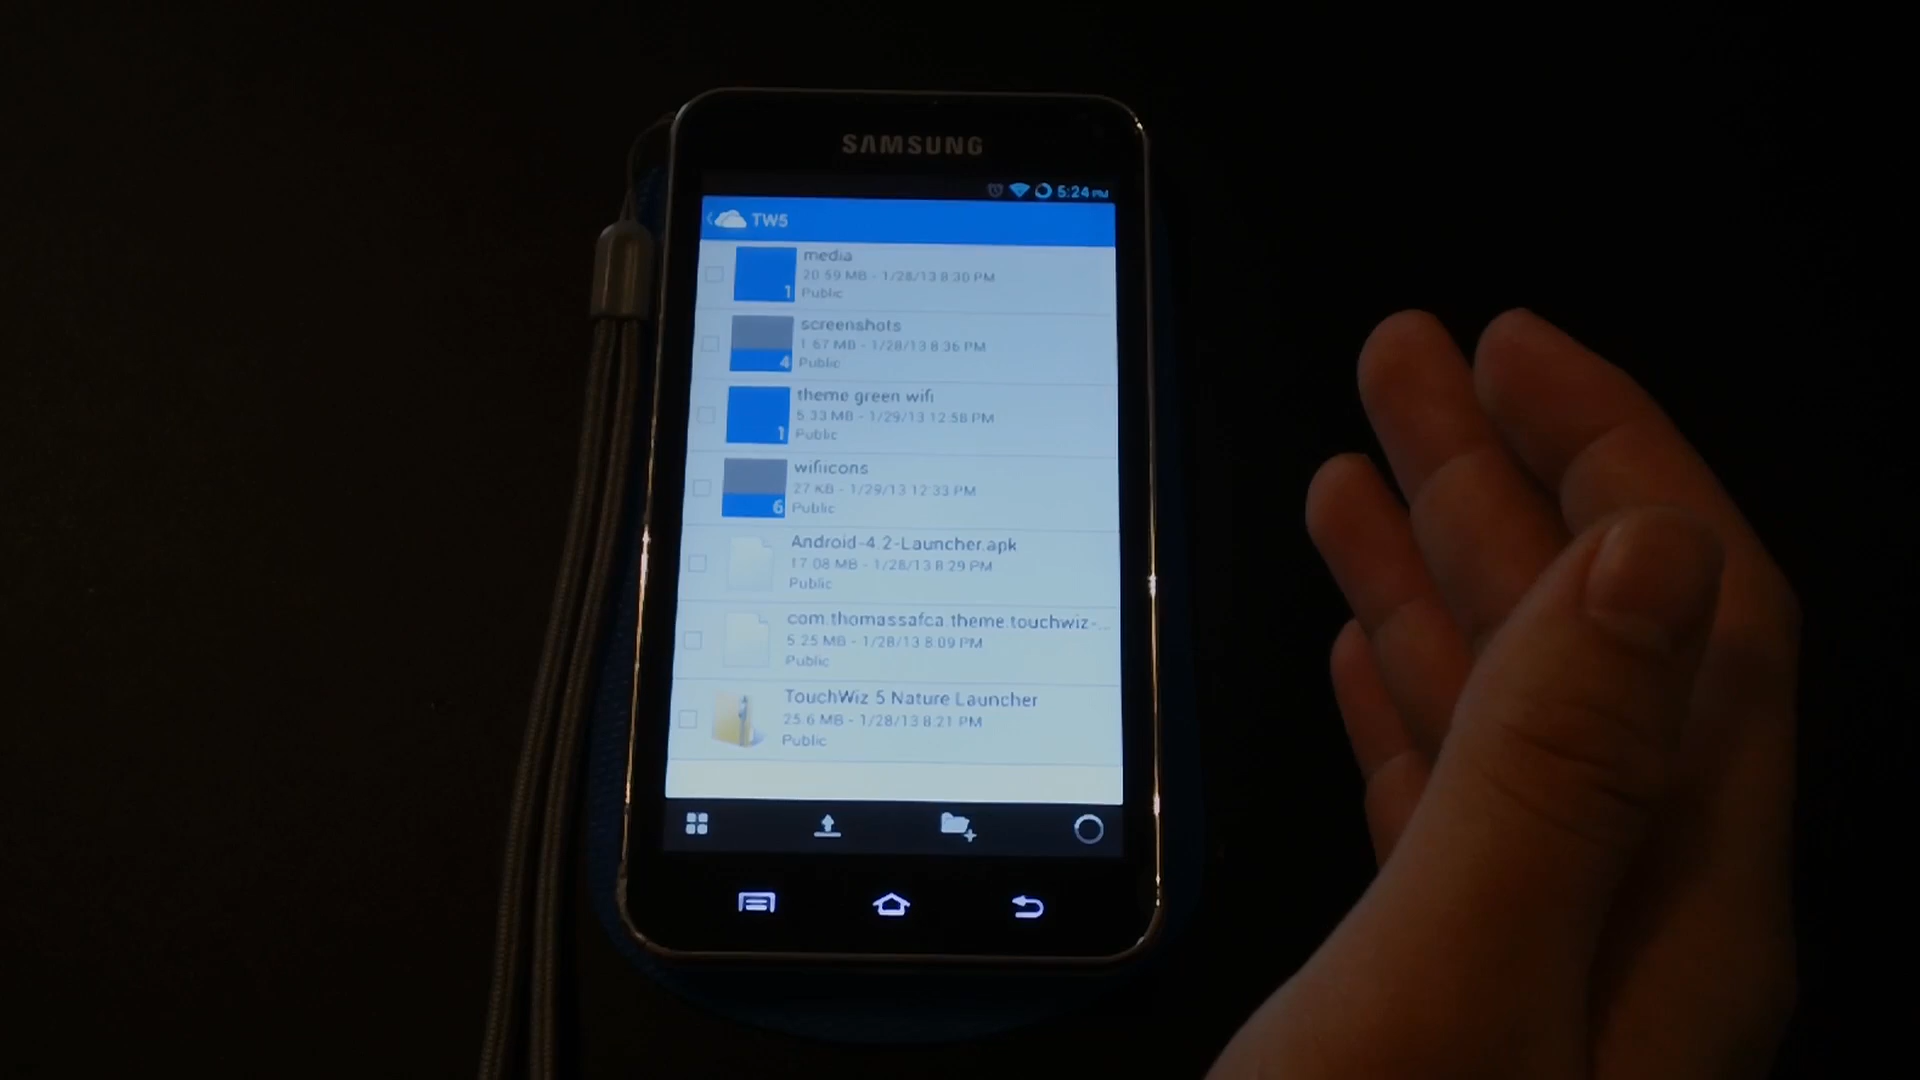 SAMSUNG
5:24 PM
TW5
media
20.59 MB - 1/28/13 8:30 PM
1
Public
screenshots
1.67 MB - 1/28/13 8:36 PM
4
Public
theme green wifi
5.33 MB - 1/29/13 12:58 PM
1
Public
wifiicons
27 KB - 1/29/13 12:33 PM
6
Public
Android-4.2-Launcher.apk
17.08 MB - 1/28/13 8:29 PM
Public
com.thomassafca.theme.touchwiz-...
5.25 MB - 1/28/13 8:09 PM
Public
TouchWiz 5 Nature Launcher
25.6 MB - 1/28/13 8:21 PM
Public